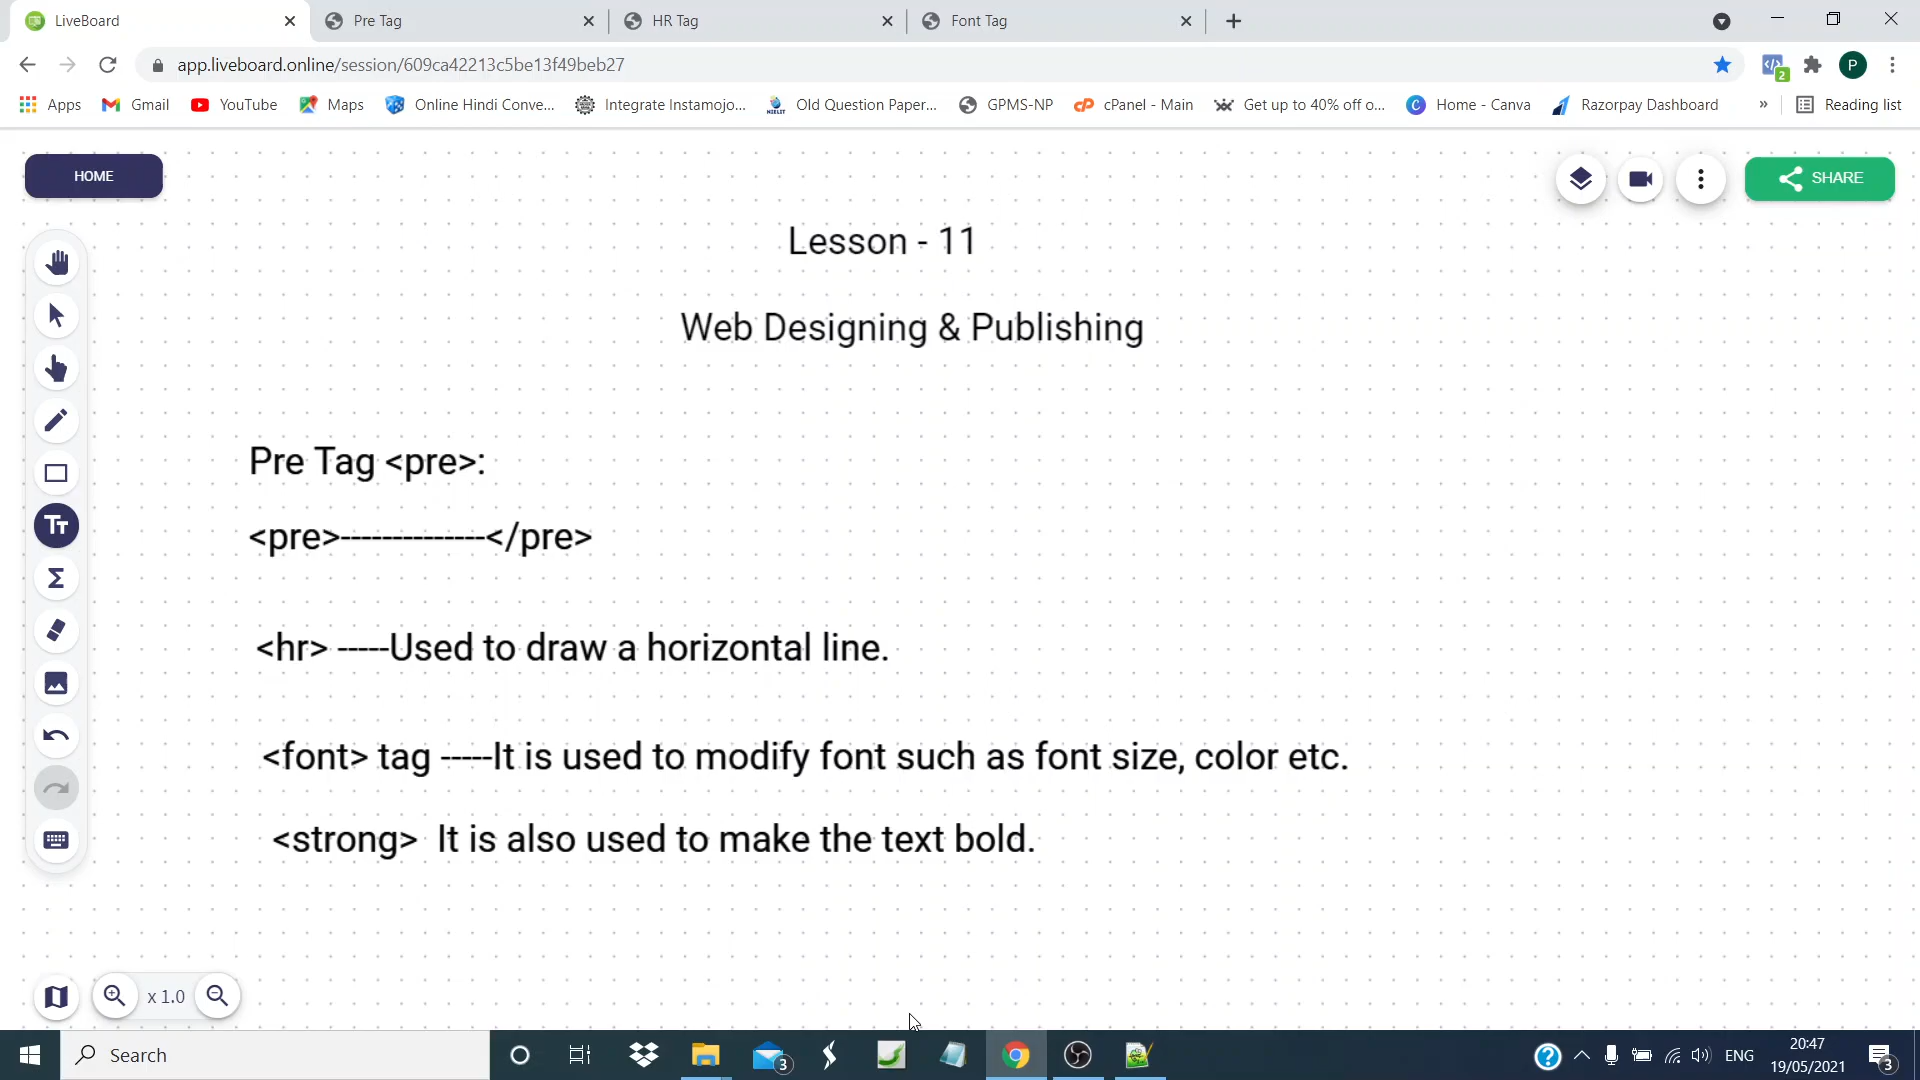 LiveBoard
Pre Tag
HR Tag
Font Tag
app.liveboard.online/session/609ca42213c5be13f49beb27
P
2
Apps
Gmail
YouTube
Maps
Online Hindi Conve...
Integrate Instamojo...
Old Question Paper...
GPMS-NP
cPanel - Main
Get up to 40% off o...
Home - Canva
Razorpay Dashboard
»
Reading list
HOME
SHARE
Lesson - 11
Web Designing & Publishing
Pre Tag <pre>:
<pre>--------------</pre>
<hr> -----Used to draw a horizontal line.
<font> tag -----It is used to modify font such as font size, color etc.
<strong>  It is also used to make the text bold.
x 1.0
Search
3
ENG
20:47
19/05/2021
3